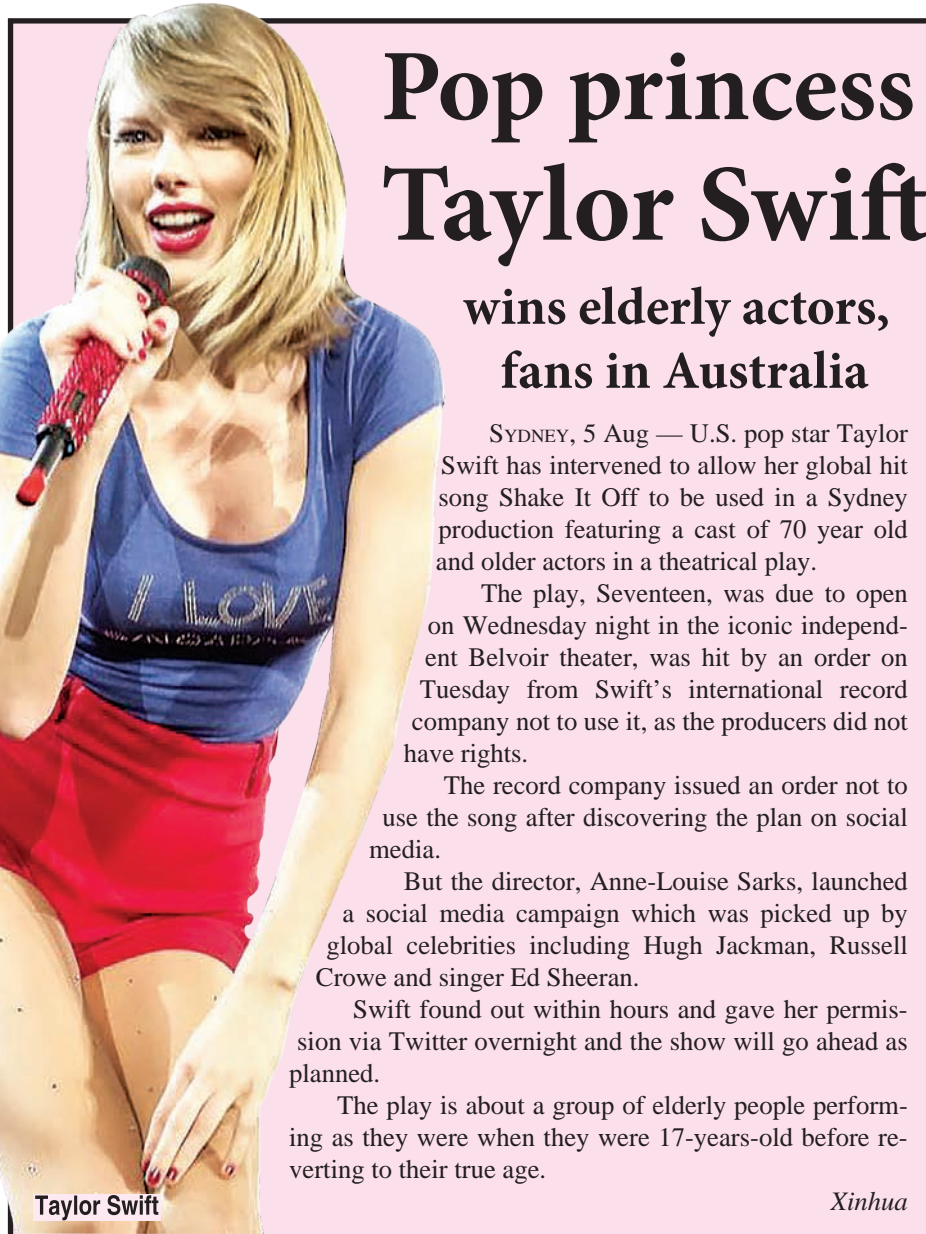 Pop princess
Taylor Swift
wins elderly actors,
fans in Australia
SYDNEY, 5 Aug — U.S. pop star Taylor
Swift has intervened to allow her global hit
song Shake It Off to be used in a Sydney
production featuring a cast of 70 year old
and older actors in a theatrical play.
The play, Seventeen, was due to open
on Wednesday night in the iconic independ-
ent Belvoir theater, was hit by an order on
Tuesday from Swift’s international record
company not to use it, as the producers did not
have rights.
The record company issued an order not to
use the song after discovering the plan on social
media.
But the director, Anne-Louise Sarks, launched
a social media campaign which was picked up by
global celebrities including Hugh Jackman, Russell
Crowe and singer Ed Sheeran.
Swift found out within hours and gave her permis-
sion via Twitter overnight and the show will go ahead as
planned.
The play is about a group of elderly people perform-
ing as they were when they were 17-years-old before re-
verting to their true age.
Xinhua
I LOVE
Taylor Swift